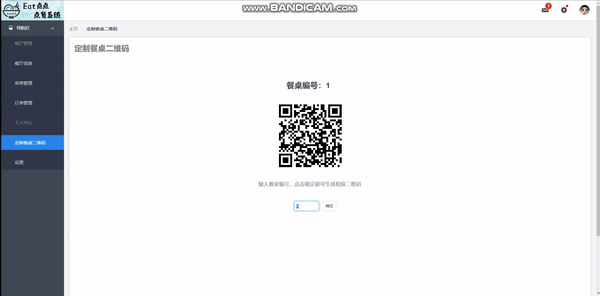 Eat点点
点餐系统
www.BANDICAM.com
导航栏
餐厅管理
餐厅信息
菜单管理
订单管理
个人中心
定制餐桌二维码
设置
主页
定制餐桌二维码
定制餐桌二维码
餐桌编号：1
输入餐桌编号，点击确定即可生成相应二维码
确定